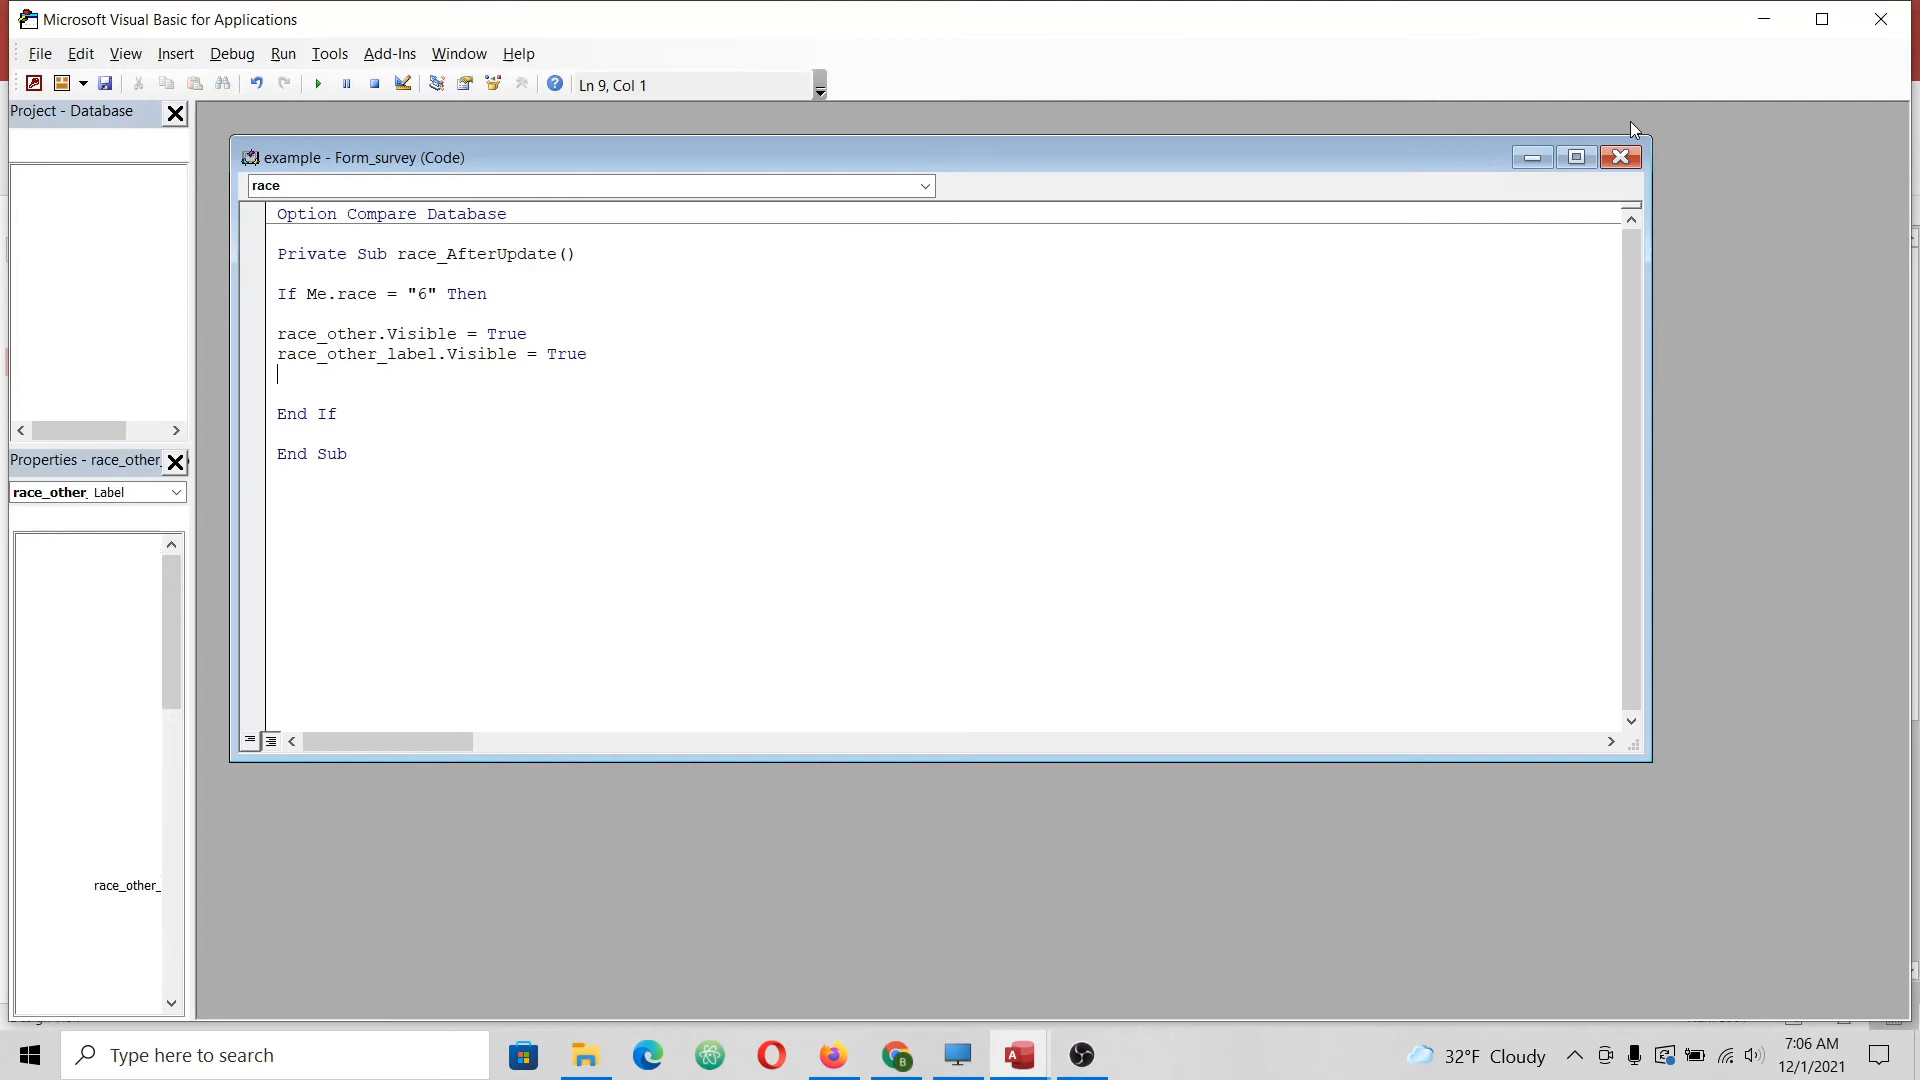 Microsoft Visual Basic for Applications
File Edit View Insert Debug Run Tools Add-Ins Window Help
Ln 9, Col 1
Project - Database
example - Form_survey (Code)
race
Option Compare Database
Private Sub race_AfterUpdate()
If Me.race = "6" Then
race_other.Visible = True
race_other_label.Visible = True
End If
End Sub
Properties - race_other_
race_other_ Label
race_other_
Type here to search
32°F Cloudy
7:06 AM
12/1/2021